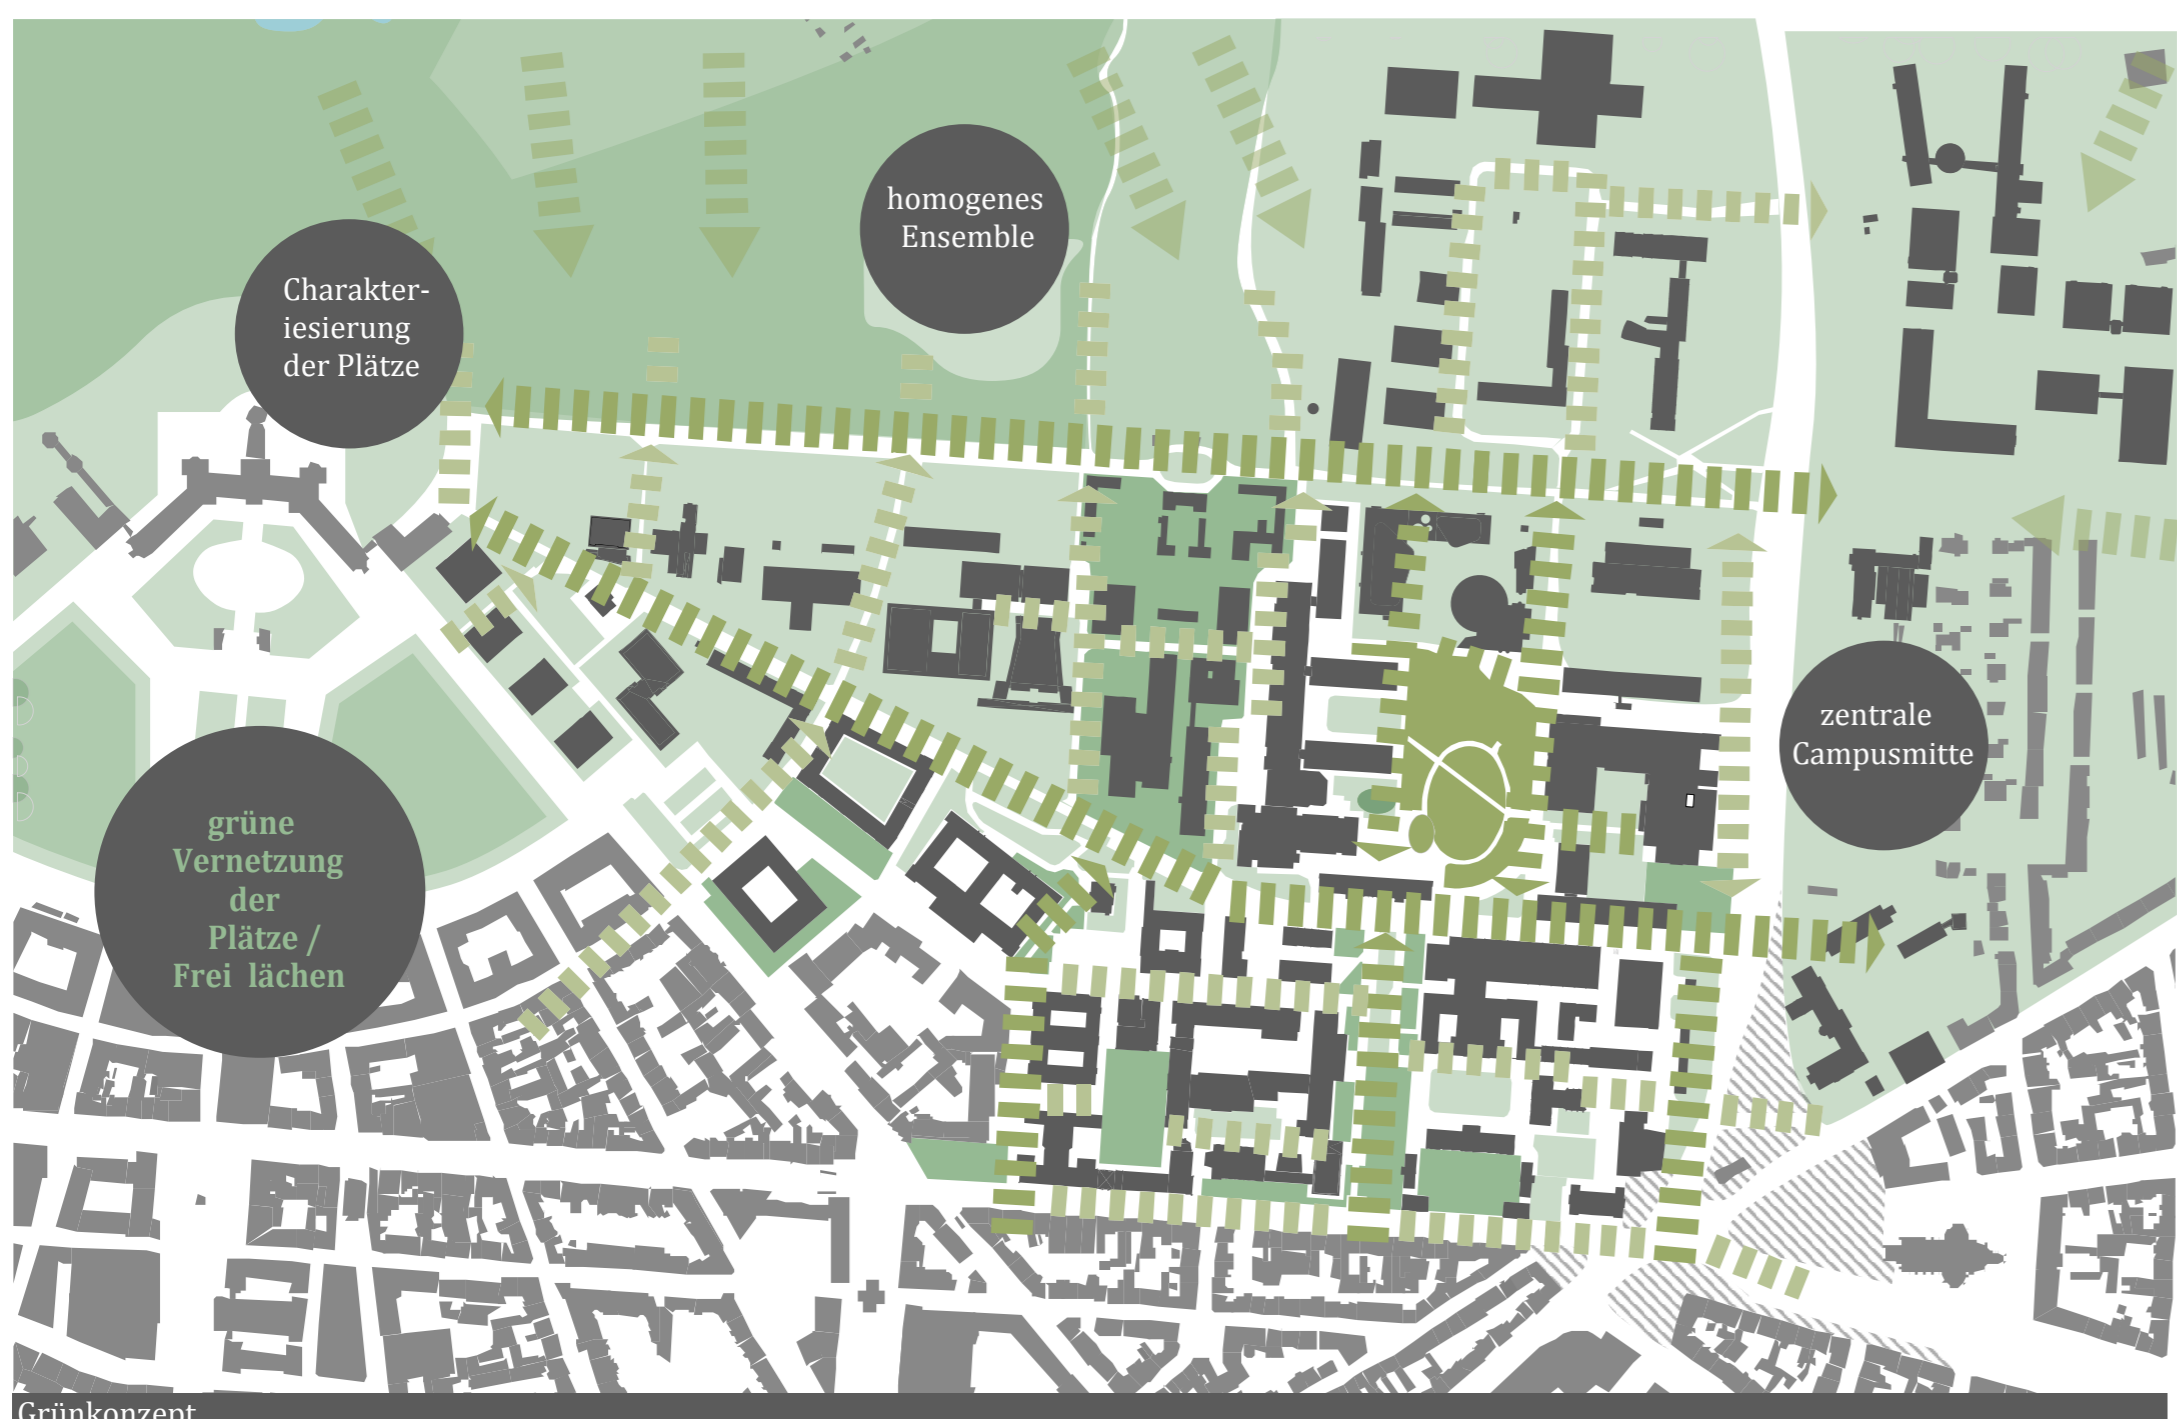 homogenes
Ensemble
Charakter-
iesierung
der Plätze
zentrale
Campusmitte
grüne
Vernetzung
der
Plätze /
Frei lächen
Grünkonzept